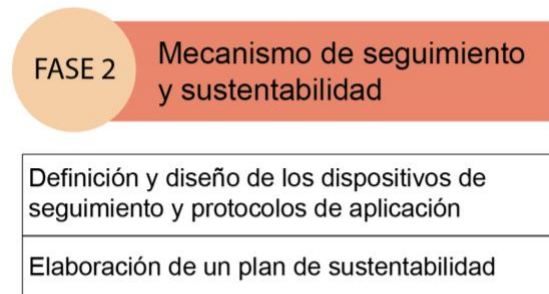 FASE 2
Mecanismo de seguimiento
y sustentabilidad
Definición y diseño de los dispositivos de
seguimiento y protocolos de aplicación
Elaboración de un plan de sustentabilidad